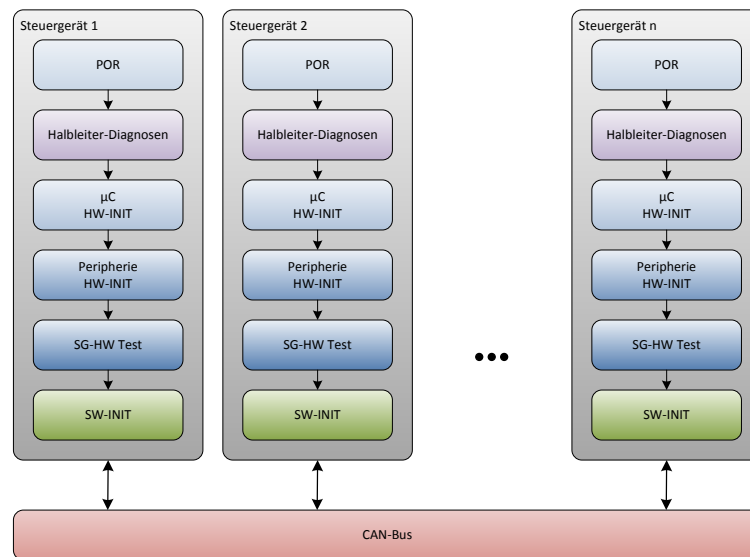 Steuergerät 1
POR
Halbleiter-Diagnosen
µC
HW-INIT
Peripherie
HW-INIT
SG-HW Test
SW-INIT
Steuergerät 2
POR
Halbleiter-Diagnosen
µC
HW-INIT
Peripherie
HW-INIT
SG-HW Test
SW-INIT
...
Steuergerät n
POR
Halbleiter-Diagnosen
µC
HW-INIT
Peripherie
HW-INIT
SG-HW Test
SW-INIT
CAN-Bus